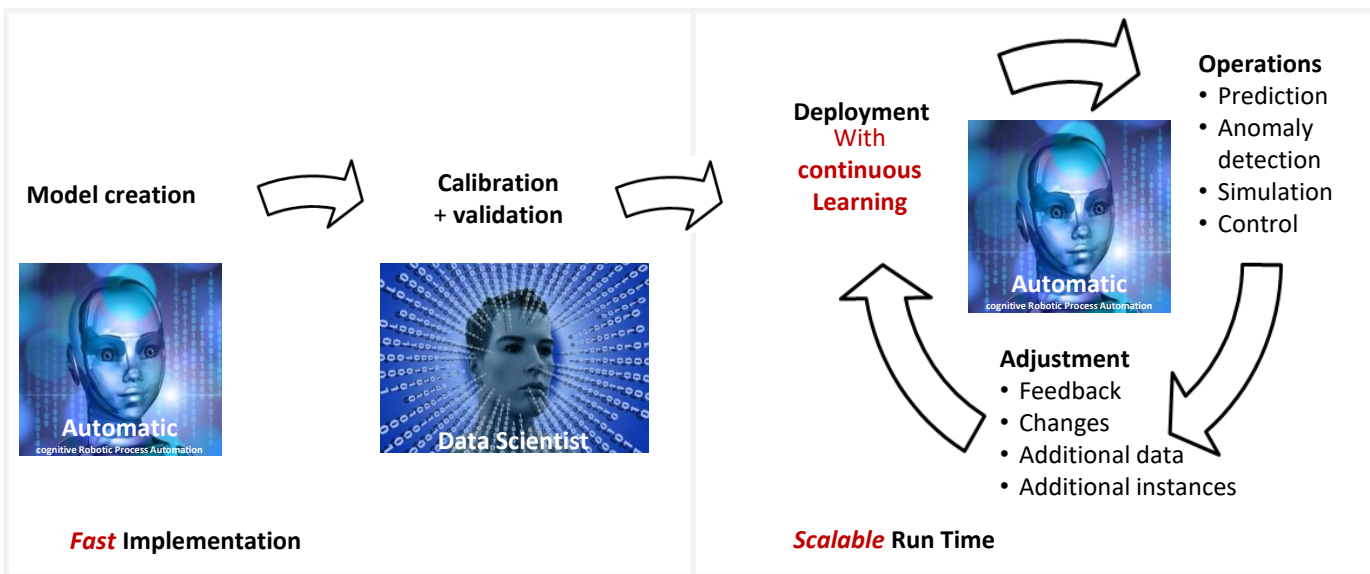 Model creation
Automatic
cognitive Robotic Process Automation
Calibration
+ validation
Data Scientist
Fast Implementation
Deployment
With
continuous
Learning
Automatic
cognitive Robotic Process Automation
Operations
• Prediction
• Anomaly
detection
• Simulation
• Control
Adjustment
• Feedback
• Changes
• Additional data
• Additional instances
Scalable Run Time